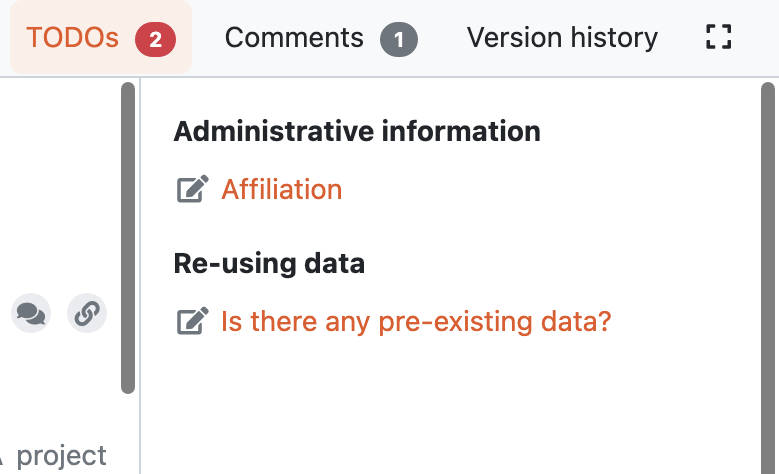 TODOs 2 Comments 1 Version history
Administrative information
Affiliation
Re-using data
Is there any pre-existing data?
project